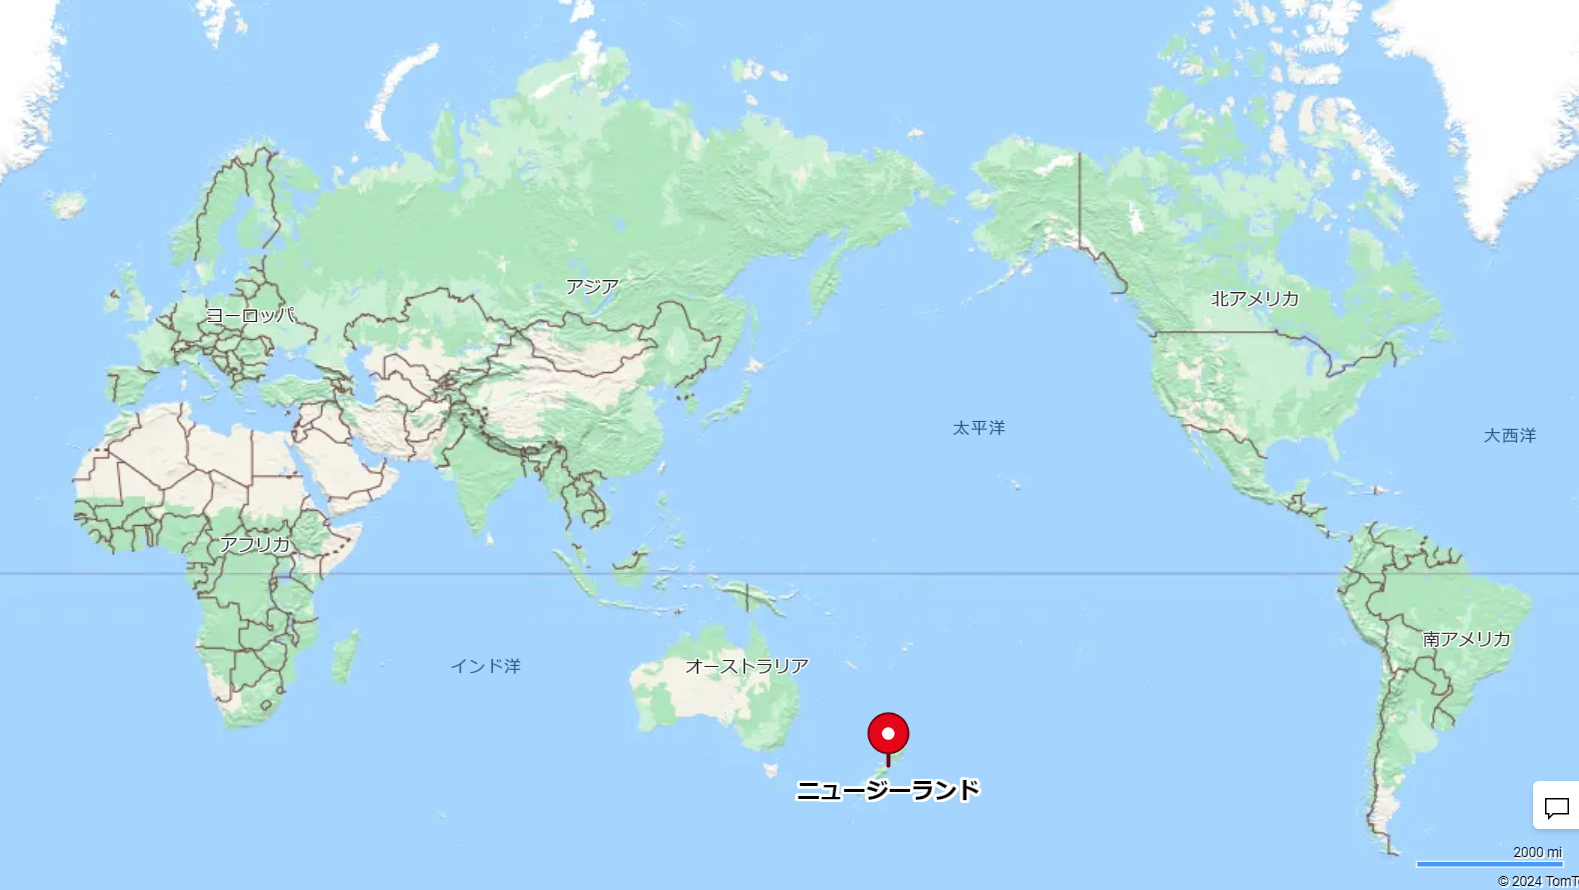 アジア
北アメリカ
ヨーロッパ
太平洋
大西洋
アフリカ
南アメリカ
インド洋
オーストラリア
ニュージーランド
2000 mi
© 2024 TomT